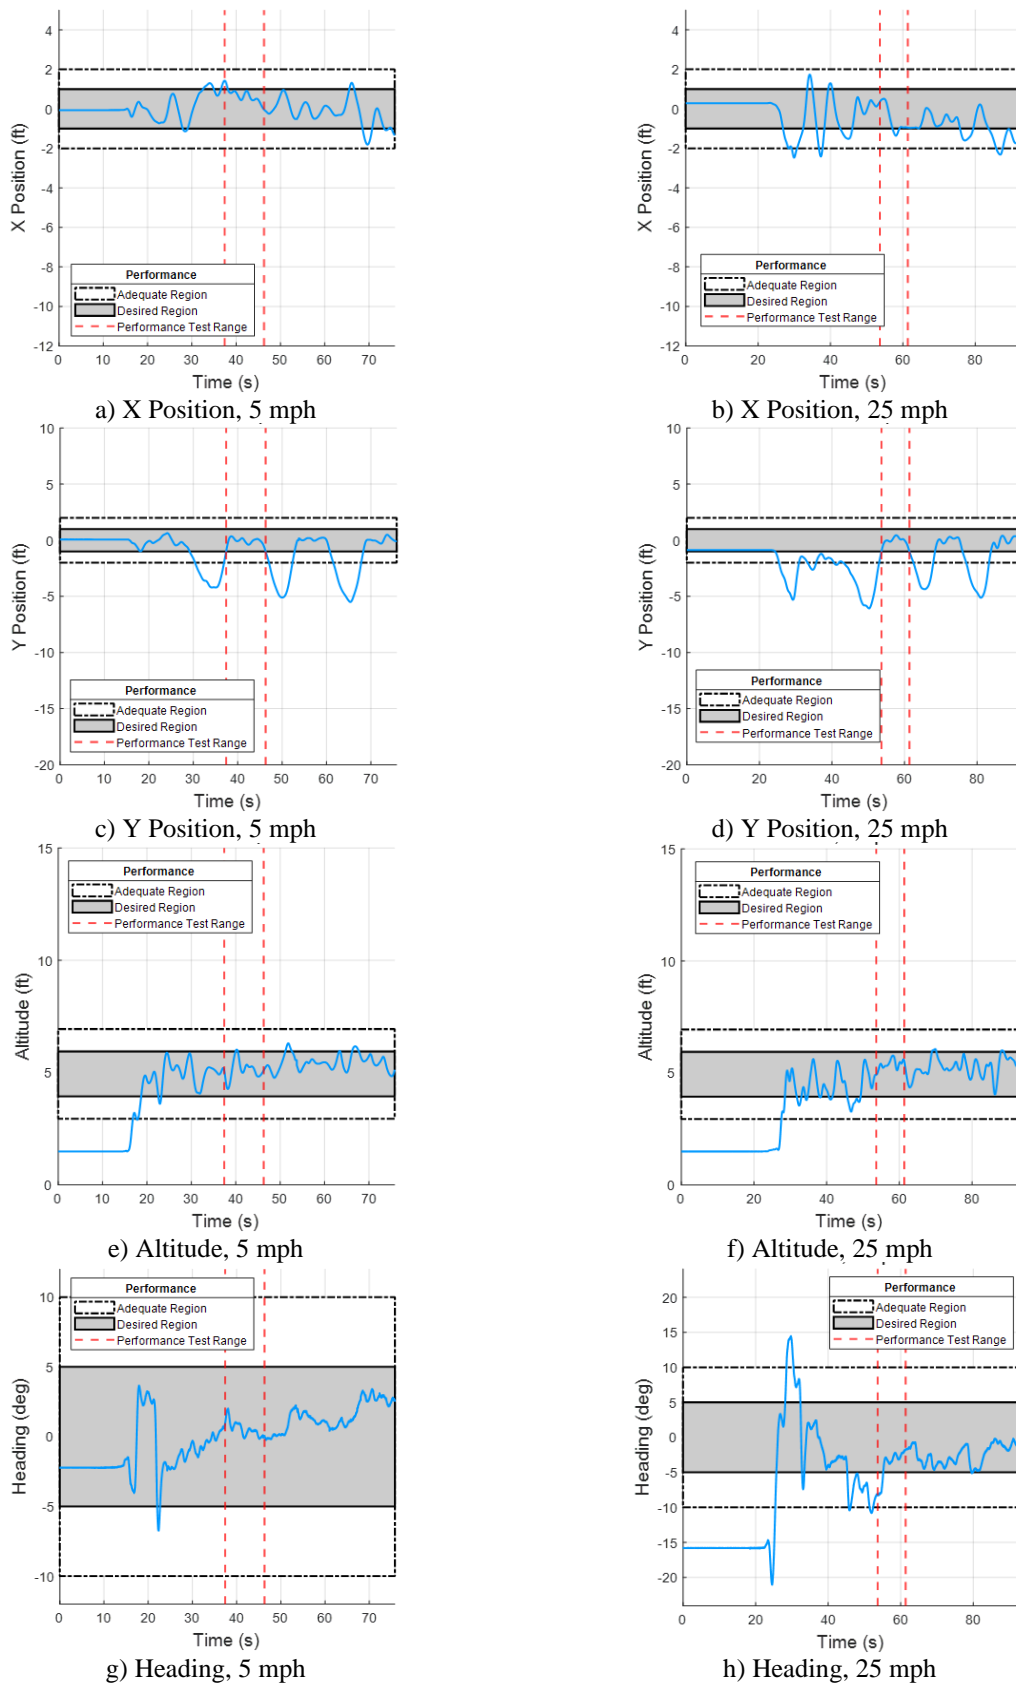 4
2
0
-2
-4
-6
-8
-10
-12
X Position (ft)
Performance
Adequate Region
Desired Region
Performance Test Range
0 10 20 30 40 50 60 70
Time (s)
a) X Position, 5 mph
4
2
0
-2
-4
-6
-8
-10
-12
X Position (ft)
Performance
Adequate Region
Desired Region
Performance Test Range
0 20 40 60 80
Time (s)
b) X Position, 25 mph
10
5
0
-5
-10
-15
-20
Y Position (ft)
Performance
Adequate Region
Desired Region
Performance Test Range
0 10 20 30 40 50 60 70
Time (s)
c) Y Position, 5 mph
10
5
0
-5
-10
-15
-20
Y Position (ft)
Performance
Adequate Region
Desired Region
Performance Test Range
0 20 40 60 80
Time (s)
d) Y Position, 25 mph
15
10
5
0
Altitude (ft)
Performance
Adequate Region
Desired Region
Performance Test Range
0 10 20 30 40 50 60 70
Time (s)
e) Altitude, 5 mph
15
10
5
0
Altitude (ft)
Performance
Adequate Region
Desired Region
Performance Test Range
0 20 40 60 80
Time (s)
f) Altitude, 25 mph
10
5
0
-5
-10
Heading (deg)
Performance
Adequate Region
Desired Region
Performance Test Range
0 10 20 30 40 50 60 70
Time (s)
g) Heading, 5 mph
20
15
10
5
0
-5
-10
-15
-20
Heading (deg)
Performance
Adequate Region
Desired Region
Performance Test Range
0 20 40 60 80
Time (s)
h) Heading, 25 mph